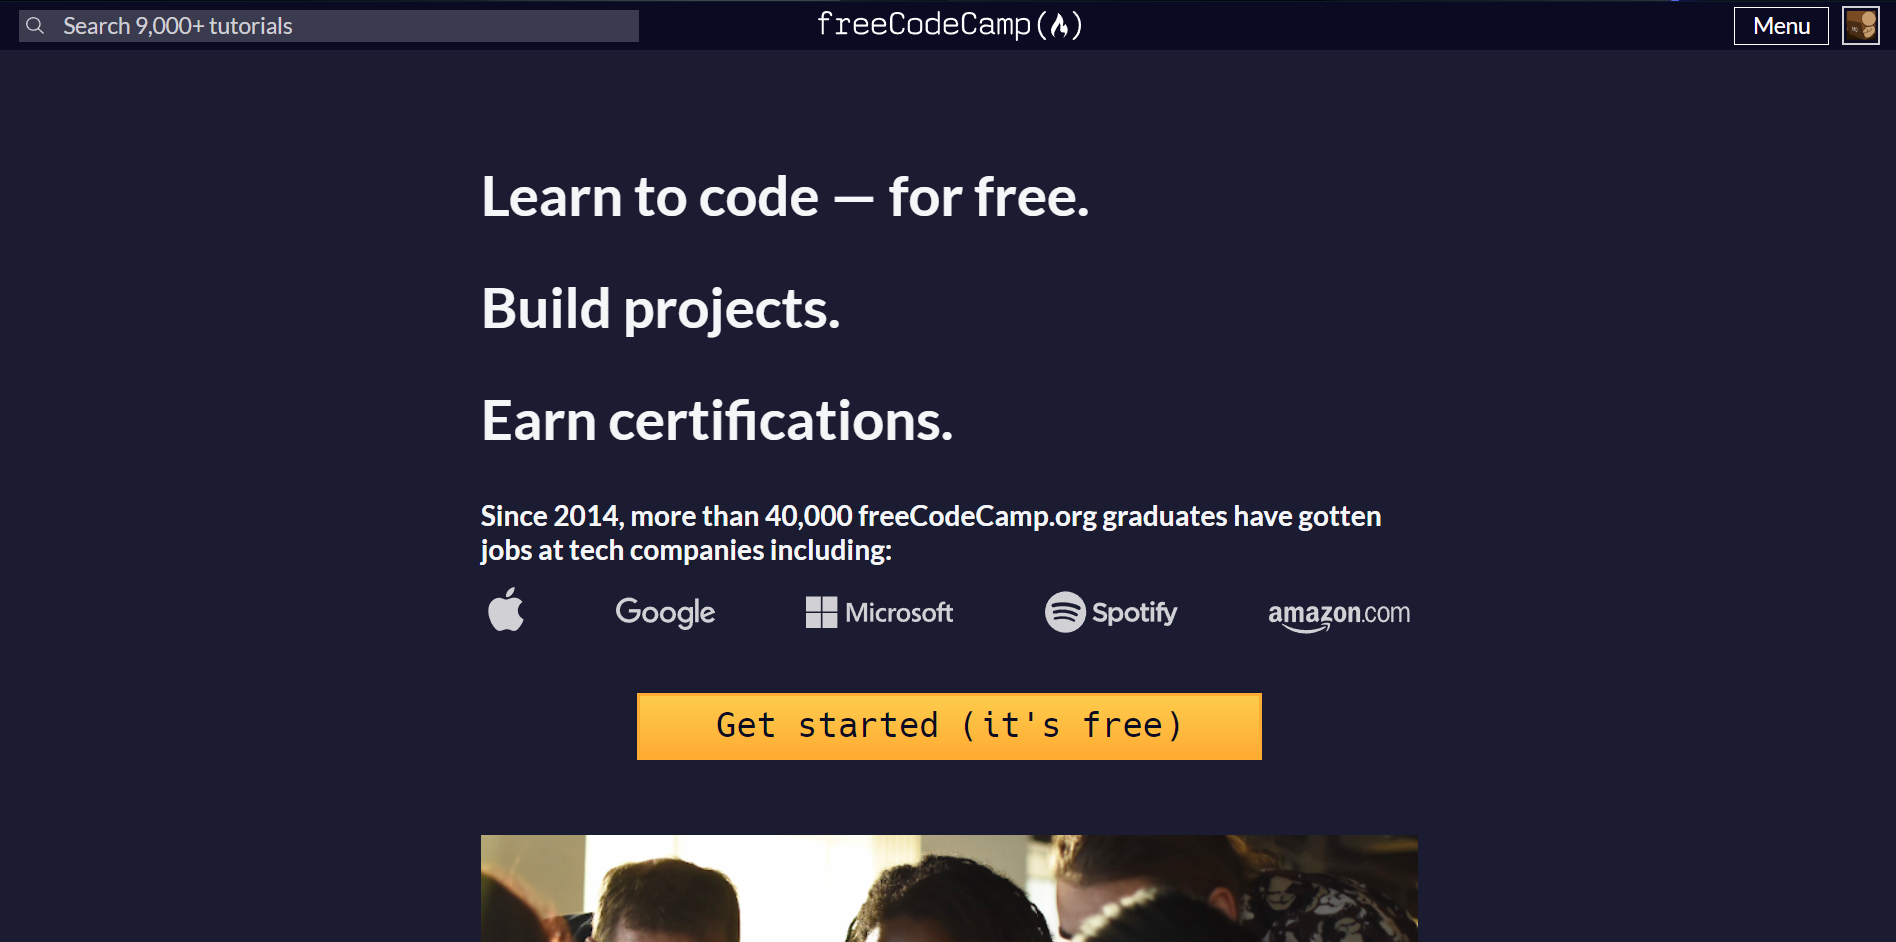 Search 9,000+ tutorials
freeCodeCamp(
)
Menu
Learn to code — for free.
Build projects.
Earn certifications.
Since 2014, more than 40,000 freeCodeCamp.org graduates have gotten
jobs at tech companies including:
Google
Microsoft
Spotify
amazon.com
Get started (it's free)